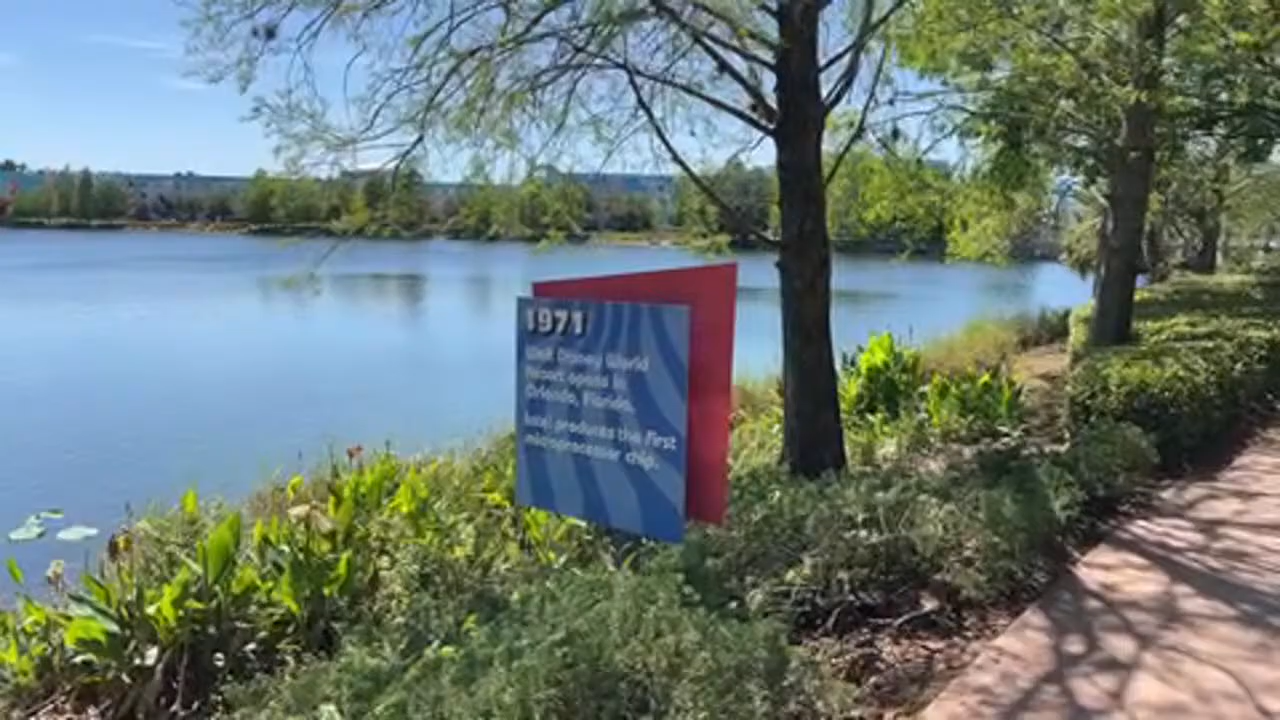 1971
Walt Disney World
Resort opens in
Orlando, Florida.
Intel produces the first
microprocessor chip.